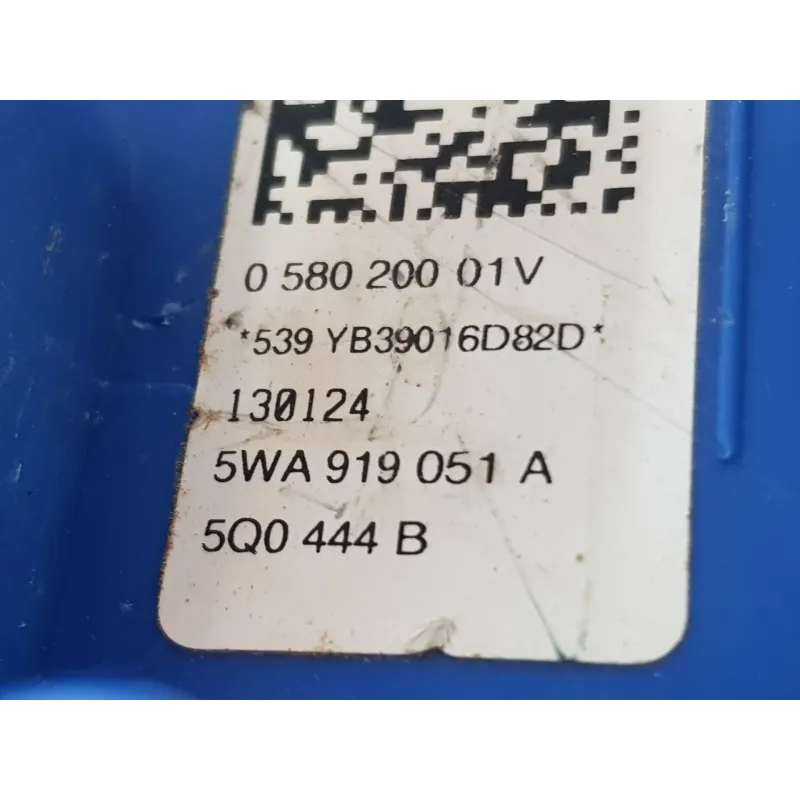 0 580 200 01V
*539 YB39016D82D*
130124
5WA 919 051 A
5Q0 444 B